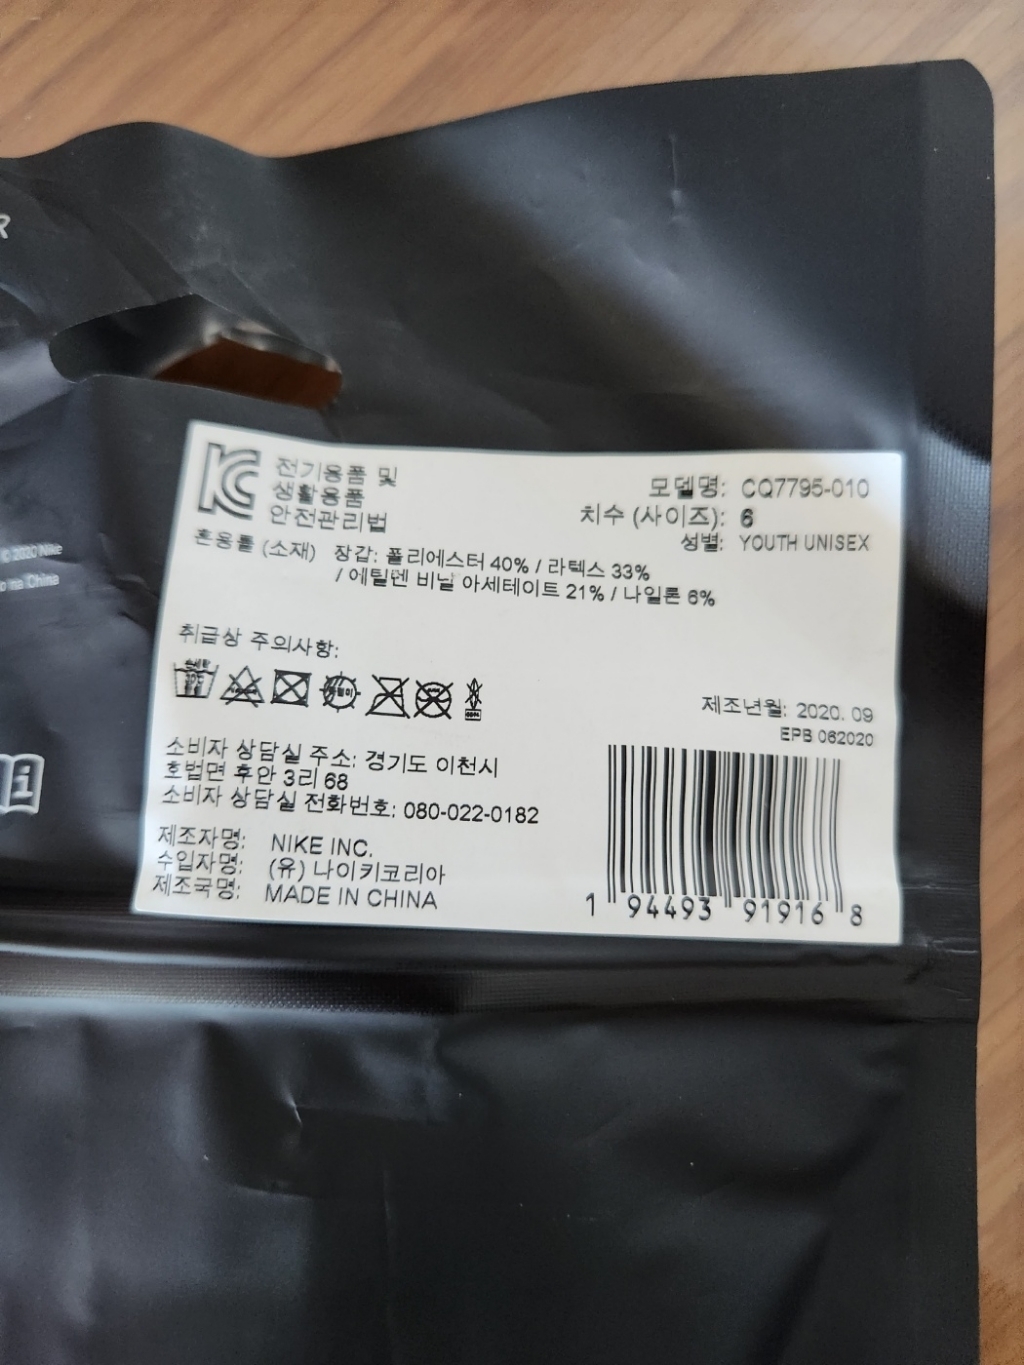 R
© 2020 Nike
o na China
KC
전기용품 및
생활용품
안전관리법
모델명: CQ7795-010
치수 (사이즈): 6
성별: YOUTH UNISEX
혼용률 (소재) 장갑: 폴리에스터 40% / 라텍스 33%
/ 에틸렌 비닐 아세테이트 21% / 나일론 6%
취급상 주의사항:
제조년월: 2020. 09
EPB 062020
소비자 상담실 주소: 경기도 이천시
호법면 후안 3리 68
소비자 상담실 전화번호: 080-022-0182
제조자명: NIKE INC.
수입자명: (유) 나이키코리아
제조국명: MADE IN CHINA
1 94493 91916 8